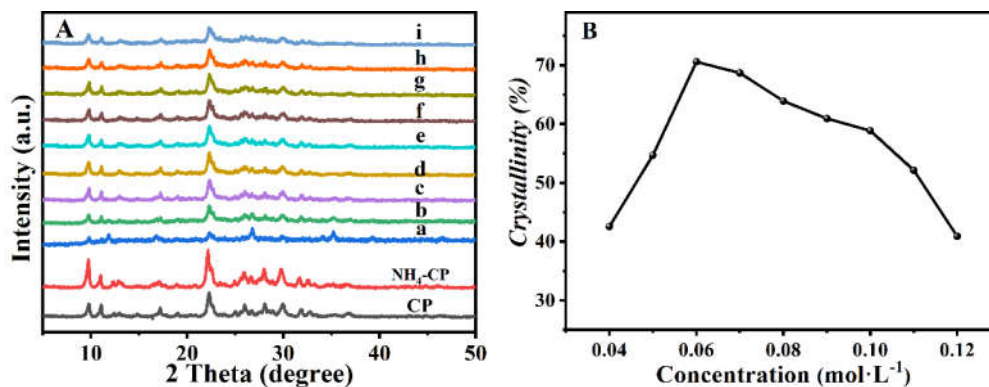 A
i
h
g
f
e
d
c
b
a
NH₄-CP
CP
Intensity (a.u.)
10 20 30 40 50
2 Theta (degree)
B
70
60
50
40
30
Crystallinity (%)
0.04 0.06 0.08 0.10 0.12
Concentration (mol·L⁻¹)